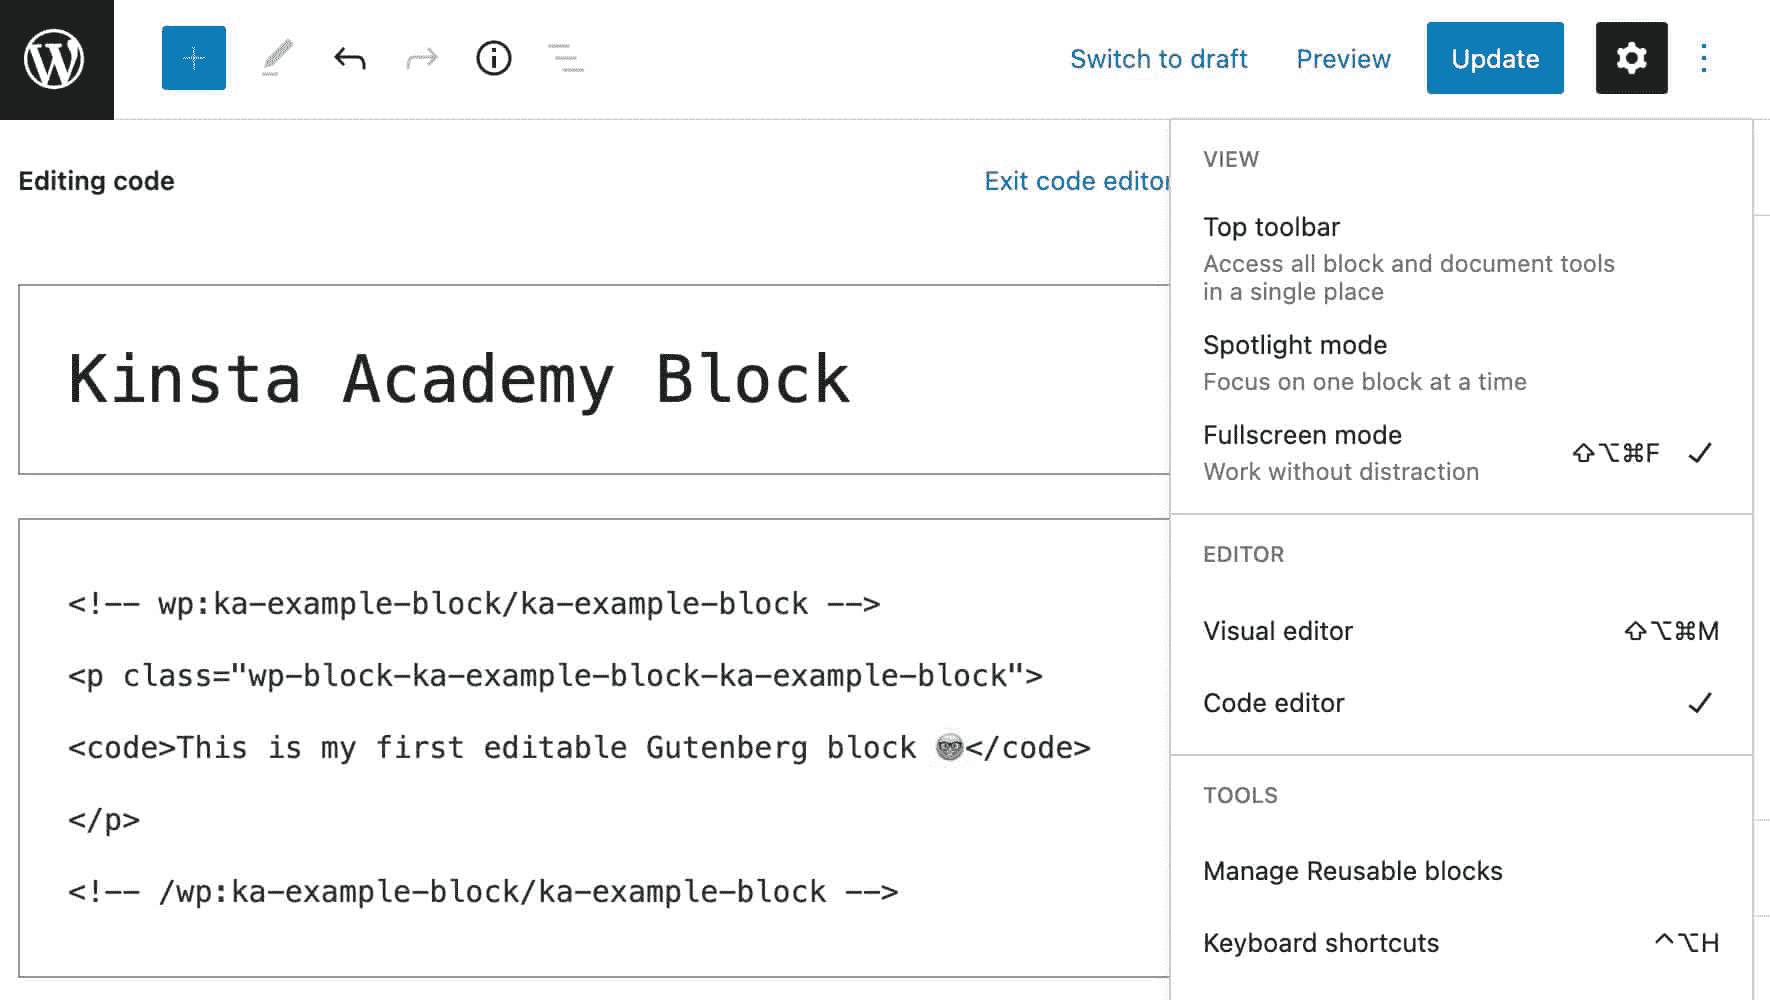 Switch to draft
Preview
Update
Editing code
Exit code editor
Kinsta Academy Block
<!-- wp:ka-example-block/ka-example-block -->
<p class="wp-block-ka-example-block-ka-example-block">
<code>This is my first editable Gutenberg block 🤓</code>
</p>
<!-- /wp:ka-example-block/ka-example-block -->
VIEW
Top toolbar
Access all block and document tools
in a single place
Spotlight mode
Focus on one block at a time
Fullscreen mode
⇧⌥⌘F
Work without distraction
EDITOR
Visual editor
⇧⌥⌘M
Code editor
TOOLS
Manage Reusable blocks
Keyboard shortcuts
^⌥H